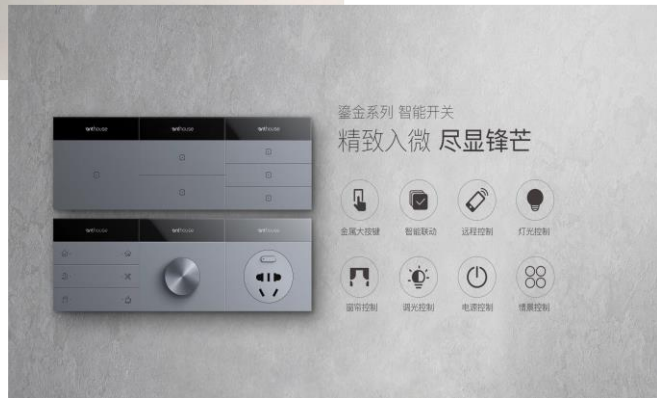 鎏金系列 智能开关
精致入微 尽显锋芒
金属大按键 智能联动 远程控制 灯光控制
窗帘控制 调光控制 电源控制 情景控制